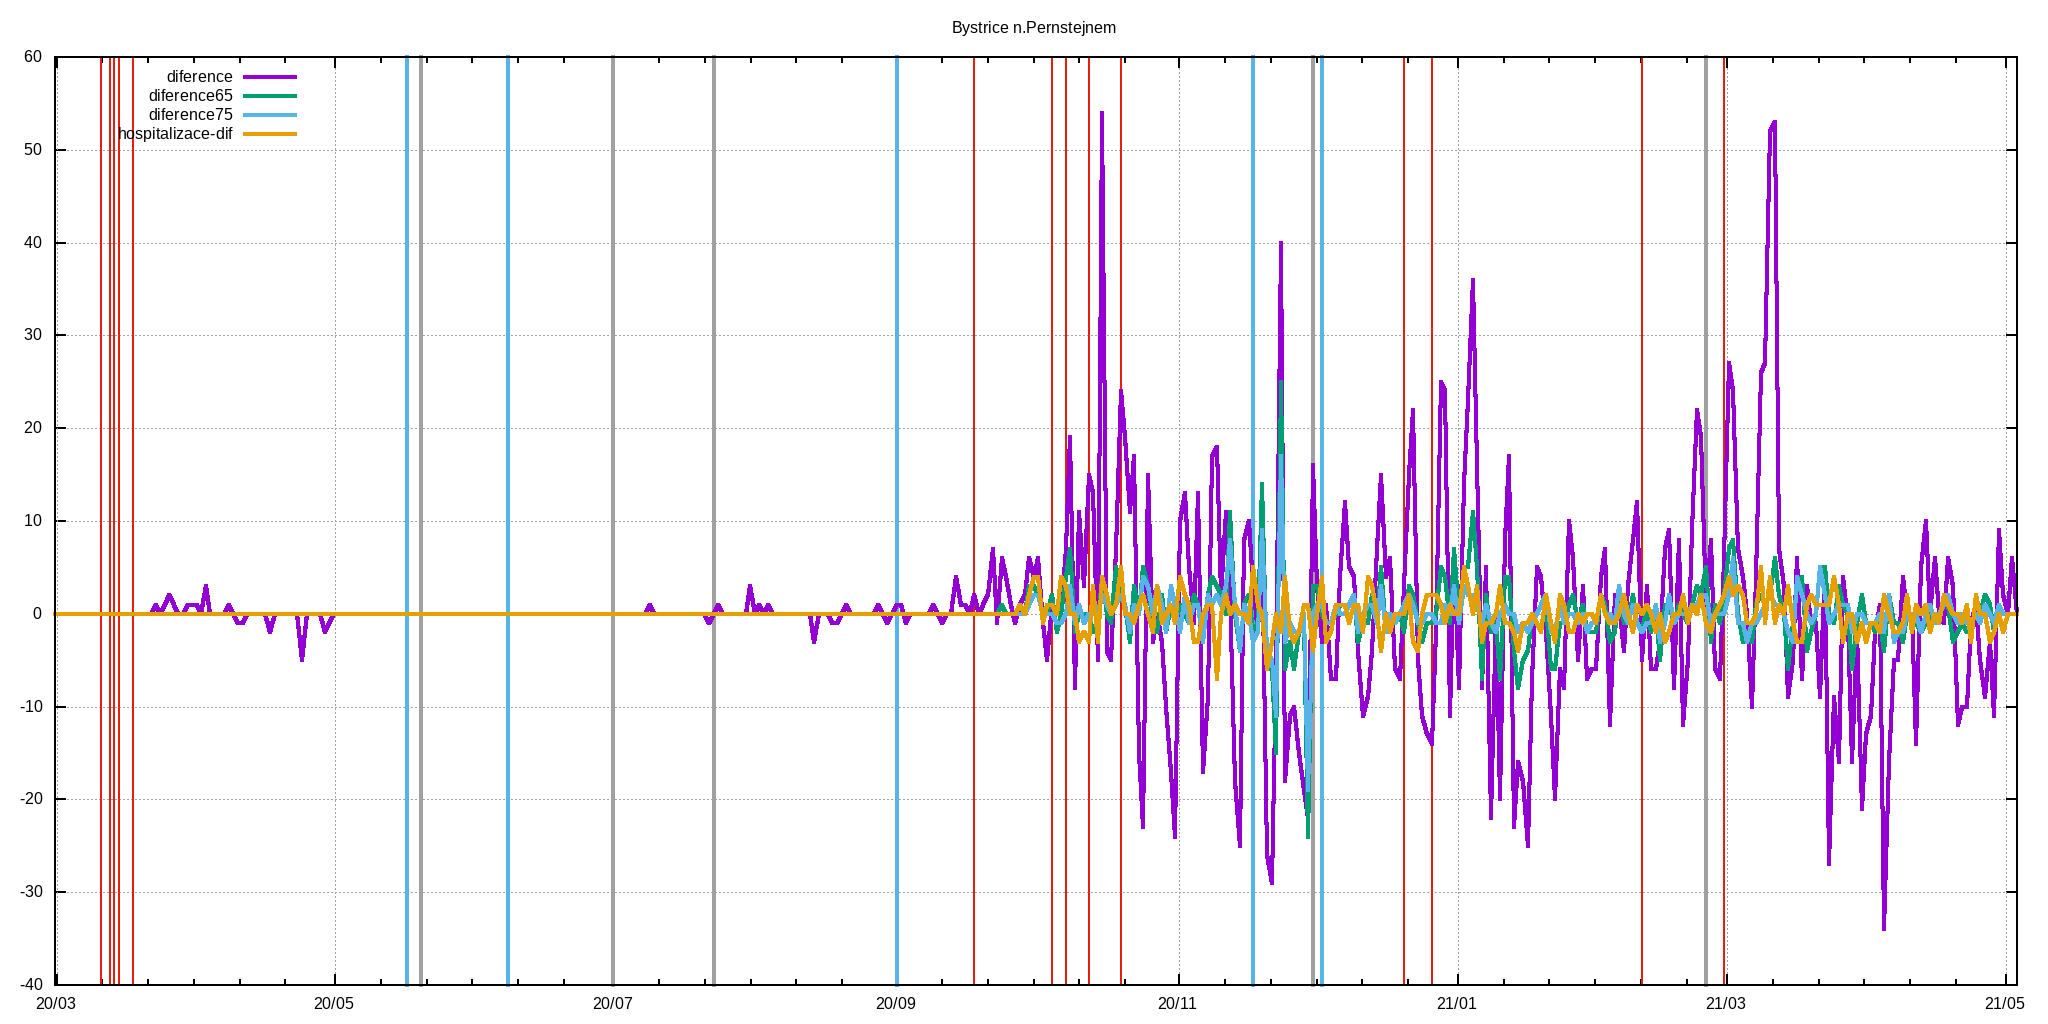 Bystrice n.Pernstejnem
60
diference
diference65
diference75
hospitalizace-dif
50
40
30
20
10
0
-10
-20
-30
-40
20/03 20/05 20/07 20/09 20/11 21/01 21/03 21/05